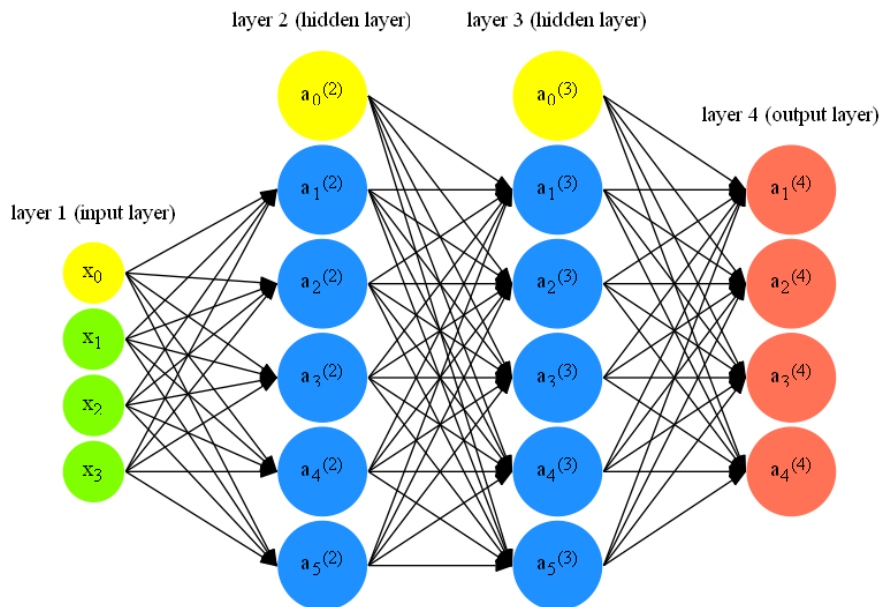 layer 2 (hidden layer)
layer 3 (hidden layer)
a₀⁽²⁾
a₀⁽³⁾
layer 4 (output layer)
a₁⁽²⁾
a₁⁽³⁾
a₁⁽⁴⁾
layer 1 (input layer)
x₀
a₂⁽²⁾
a₂⁽³⁾
a₂⁽⁴⁾
x₁
a₃⁽²⁾
a₃⁽³⁾
a₃⁽⁴⁾
x₂
x₃
a₄⁽²⁾
a₄⁽³⁾
a₄⁽⁴⁾
a₅⁽²⁾
a₅⁽³⁾